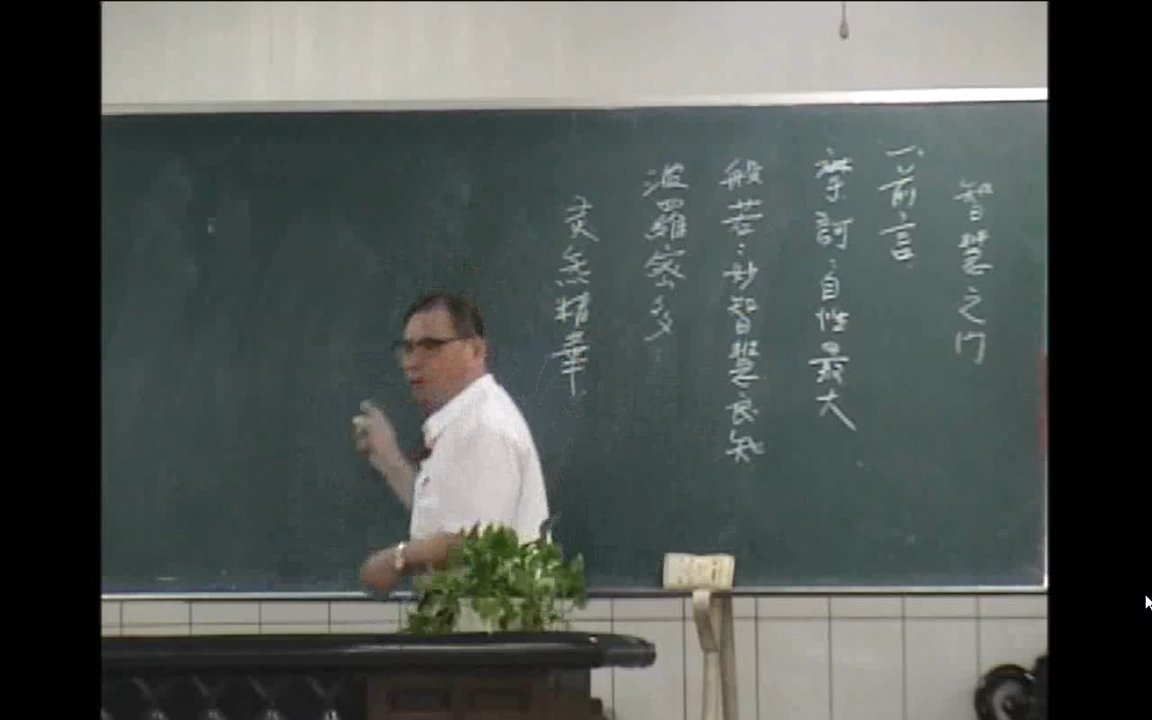 智慧之门
一、前言
摩訶:自性最大
般若:妙智慧良知
波羅密多:
精華